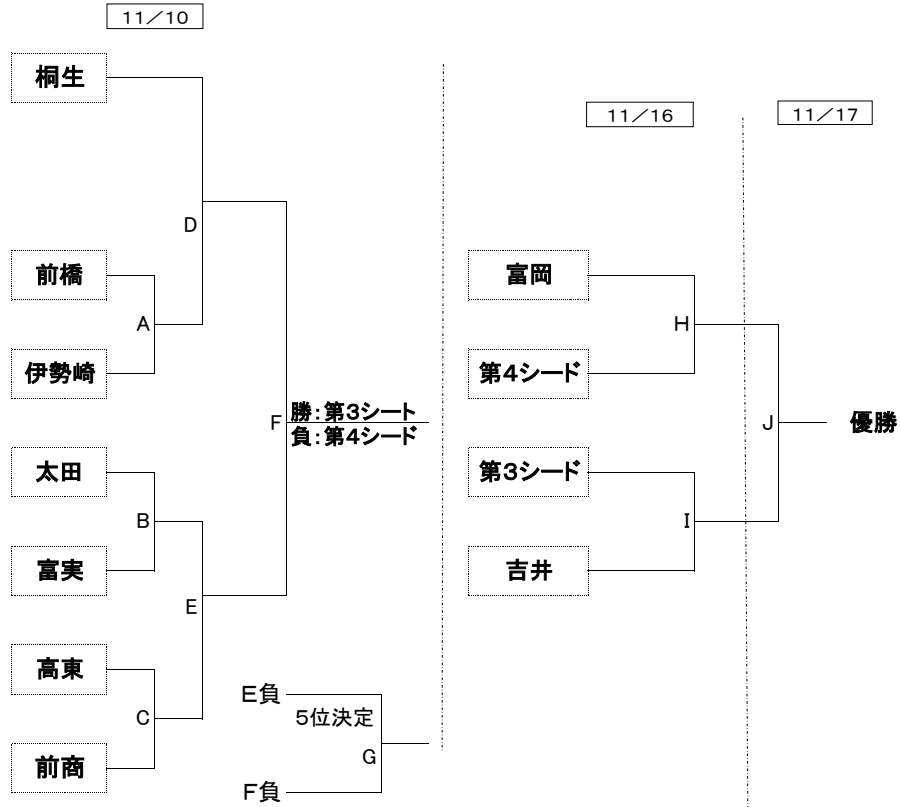 11/10
桐生
D
前橋
A
伊勢崎
F
勝:第3シート
負:第4シード
太田
B
富実
E
高東
C
前商
E負
5位決定
G
F負
11/16
11/17
富岡
H
第4シード
J
優勝
第3シード
I
吉井